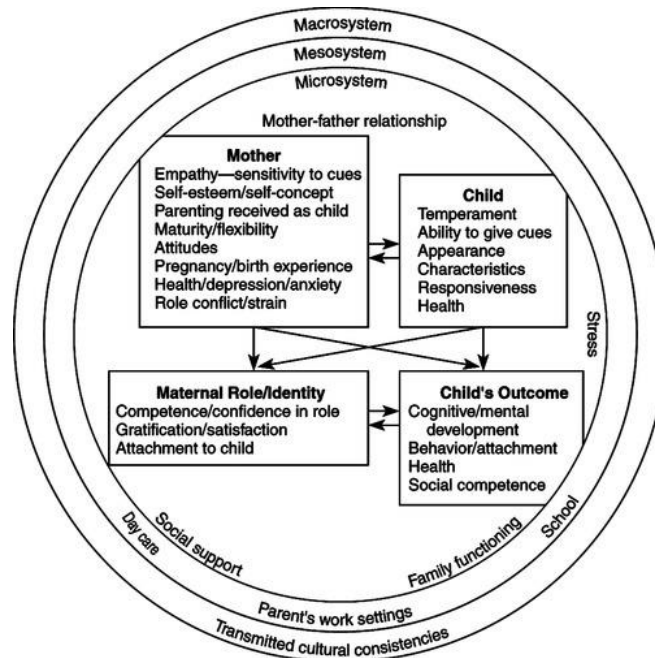 Macrosystem
Mesosystem
Microsystem
Mother-father relationship
Mother
Empathy—sensitivity to cues
Self-esteem/self-concept
Parenting received as child
Maturity/flexibility
Attitudes
Pregnancy/birth experience
Health/depression/anxiety
Role conflict/strain
Child
Temperament
Ability to give cues
Appearance
Characteristics
Responsiveness
Health
Stress
Maternal Role/Identity
Competence/confidence in role
Gratification/satisfaction
Attachment to child
Child's Outcome
Cognitive/mental
development
Behavior/attachment
Health
Social competence
Day care
Social support
Family functioning
School
Parent's work settings
Transmitted cultural consistencies